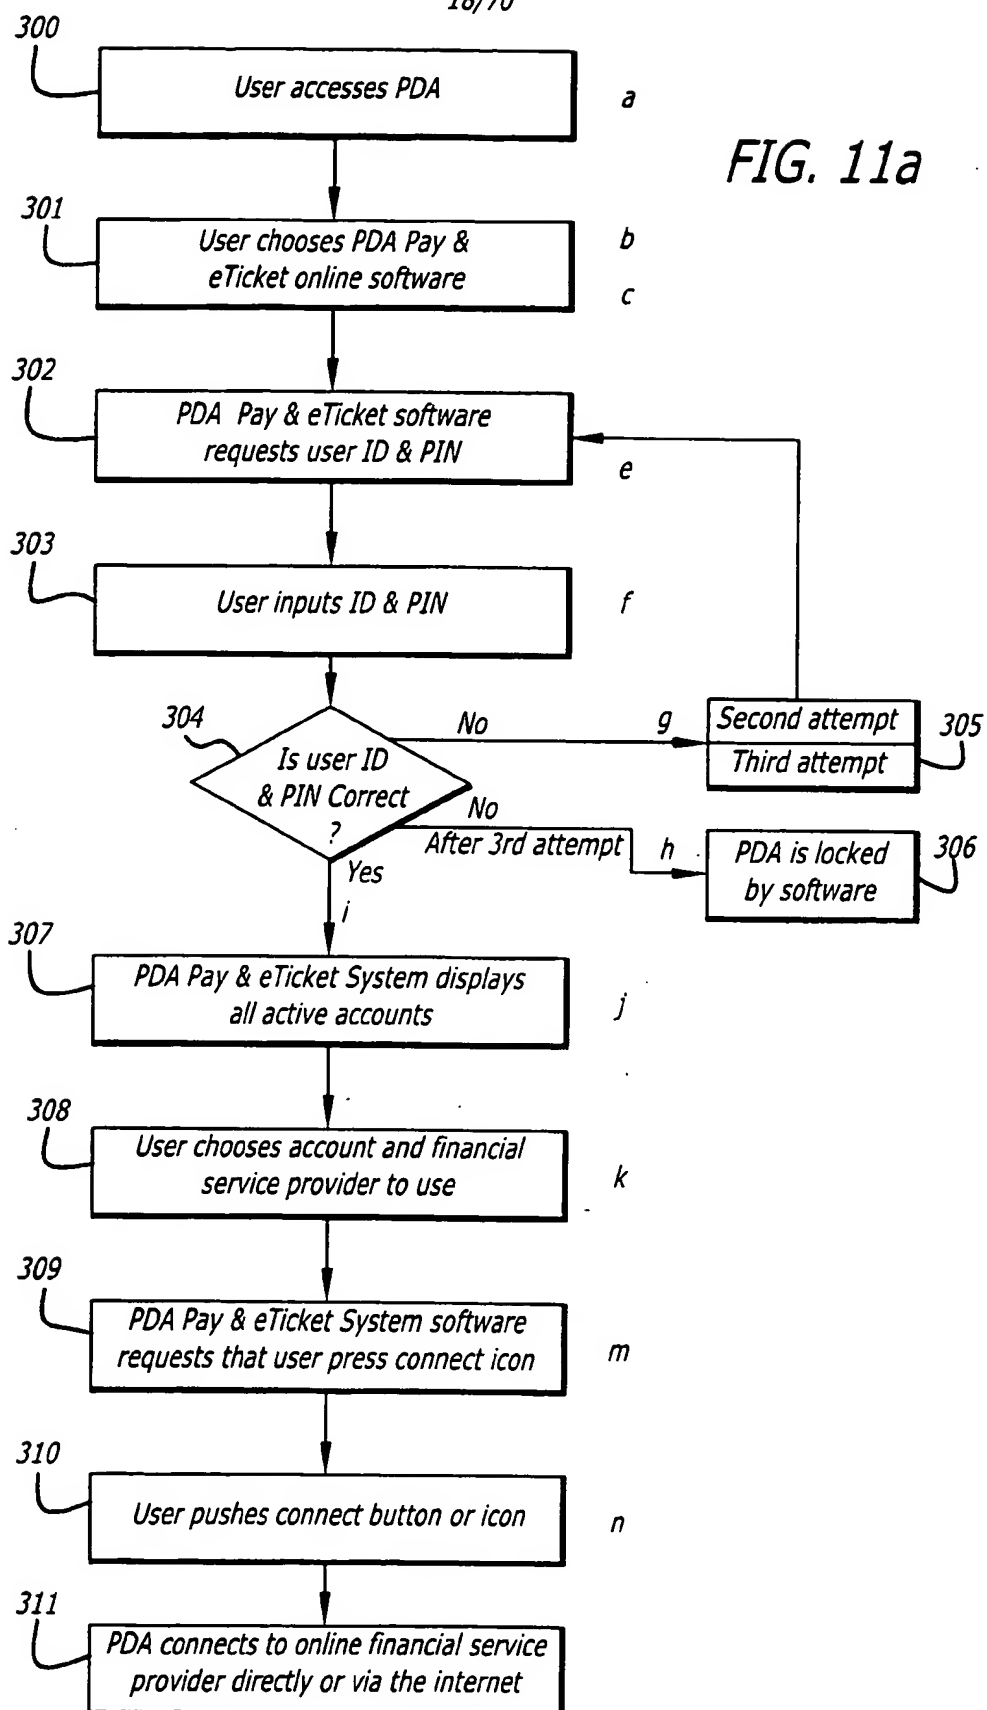 18/70
300
User accesses PDA
a
FIG. 11a
301
User chooses PDA Pay &
eTicket online software
b
c
302
PDA Pay & eTicket software
requests user ID & PIN
e
303
User inputs ID & PIN
f
304
Is user ID
& PIN Correct
?
No
g
Second attempt
Third attempt
305
No
After 3rd attempt
h
PDA is locked
by software
306
Yes
i
307
PDA Pay & eTicket System displays
all active accounts
j
308
User chooses account and financial
service provider to use
k
309
PDA Pay & eTicket System software
requests that user press connect icon
m
310
User pushes connect button or icon
n
311
PDA connects to online financial service
provider directly or via the internet